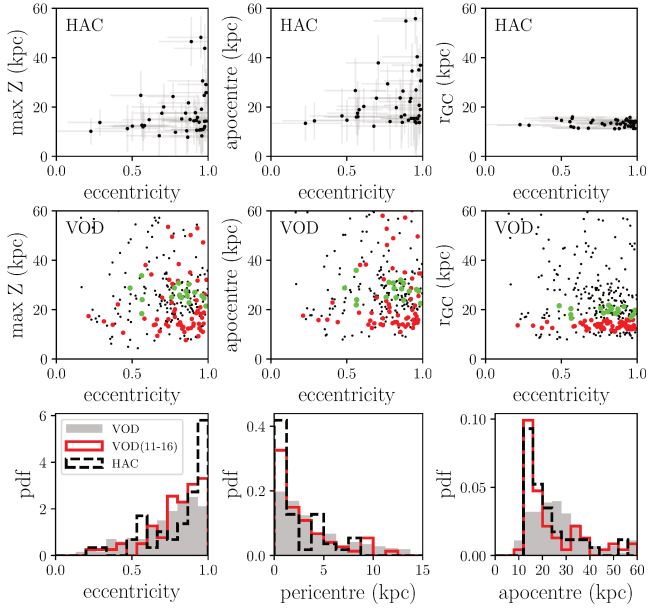 HAC
max Z (kpc)
60
40
20
0
0.0
0.5
1.0
eccentricity
HAC
apocentre (kpc)
60
40
20
0
0.0
0.5
1.0
eccentricity
HAC
rGC (kpc)
60
40
20
0
0.0
0.5
1.0
eccentricity
VOD
max Z (kpc)
60
40
20
0
0.0
0.5
1.0
eccentricity
VOD
apocentre (kpc)
60
40
20
0
0.0
0.5
1.0
eccentricity
VOD
rGC (kpc)
60
40
20
0
0.0
0.5
1.0
eccentricity
pdf
6
4
2
0
VOD
VOD(11-16)
HAC
0.0
0.5
1.0
eccentricity
pdf
0.4
0.2
0.0
0
5
10
15
pericentre (kpc)
pdf
0.10
0.05
0.00
0
10
20
30
40
50
60
apocentre (kpc)